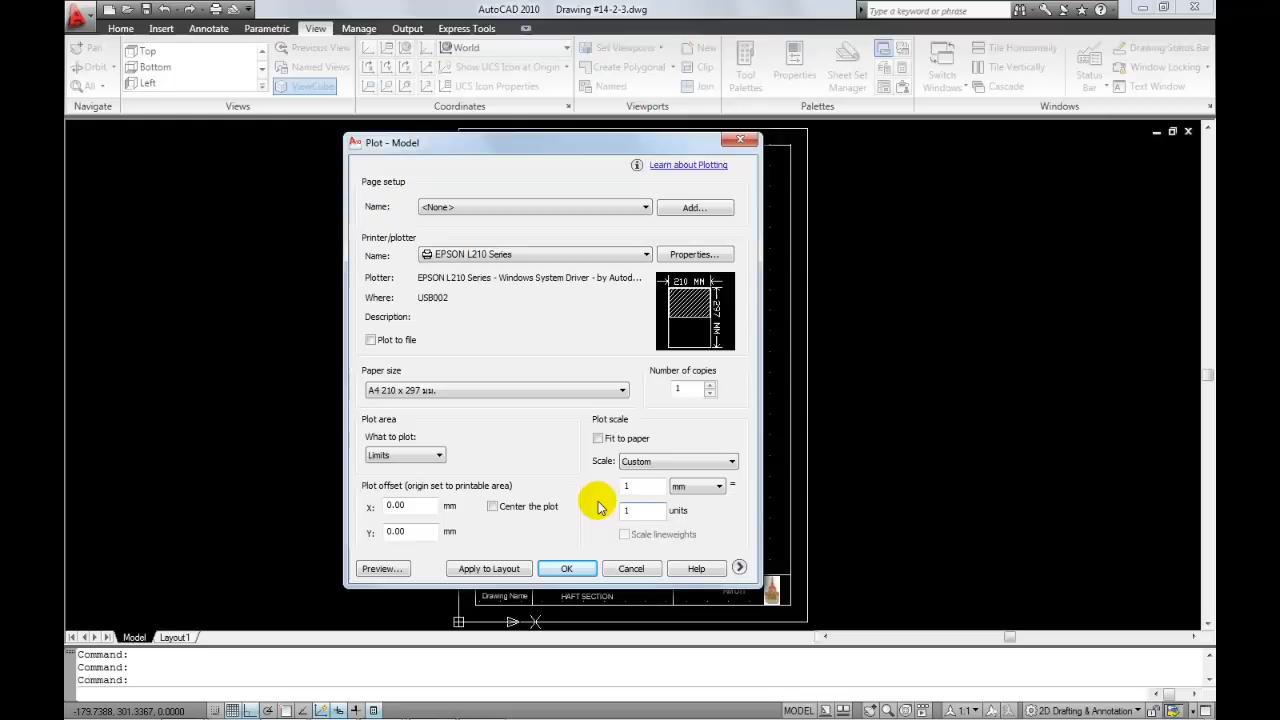 AutoCAD 2010 Drawing #14-2-3.dwg
Type a keyword or phrase
Home Insert Annotate Parametric View Manage Output Express Tools
Pan Top Previous View World Set Viewports New Tile Horizontally Drawing Status Bar
Orbit Bottom Named Views Show UCS Icon at Origin Create Polygonal Clip Tile Vertically Window Locking
All Left ViewCube UCS Icon Properties Named Join Cascade Text Window
Tool Palettes Properties Sheet Set Manager Switch Windows Status Bar
Navigate Views Coordinates Viewports Palettes Windows
Plot - Model
Learn about Plotting
Page setup
Name: <None> Add...
Printer/plotter
Name: EPSON L210 Series Properties...
Plotter: EPSON L210 Series - Windows System Driver - by Autod...
210 MM
297 MM
Where: USB002
Description:
Plot to file
Paper size
A4 210 x 297 มม.
Number of copies
1
Plot area
What to plot:
Limits
Plot scale
Fit to paper
Scale: Custom
1 mm =
1 units
Scale lineweights
Plot offset (origin set to printable area)
X: 0.00 mm Center the plot
Y: 0.00 mm
Preview... Apply to Layout OK Cancel Help
Drawing Name HAFT SECTION
Model Layout1
Command:
Command:
Command:
-179.7388, 301.3367, 0.0000 MODEL 1:1 2D Drafting & Annotation